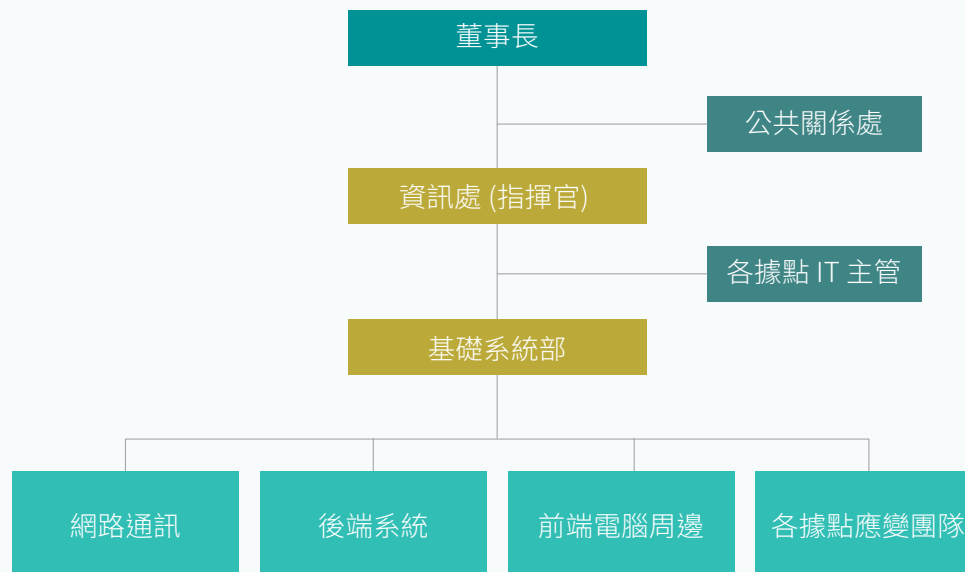 董事長
公共關係處
資訊處 (指揮官)
各據點 IT 主管
基礎系統部
網路通訊
後端系統
前端電腦周邊
各據點應變團隊